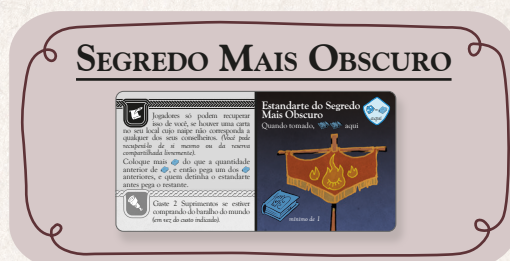 SEGREDO MAIS OBSCURO
Jogadores só podem recuperar
isso de você, se houver uma carta
no seu local cujo naipe não corresponda a
qualquer dos seus conselheiros. (Você pode
recuperá-lo de si mesmo ou da reserva
compartilhada livremente).
Coloque mais do que a quantidade
anterior de , e então pega um dos
anteriores, e quem detinha o estandarte
antes pega o restante.
Gaste 2 Suprimentos se estiver
comprando do baralho do mundo
(em vez do custo indicado).
Estandarte do Segredo
Mais Obscuro
Quando tomado, aqui
aqui
mínimo de 1